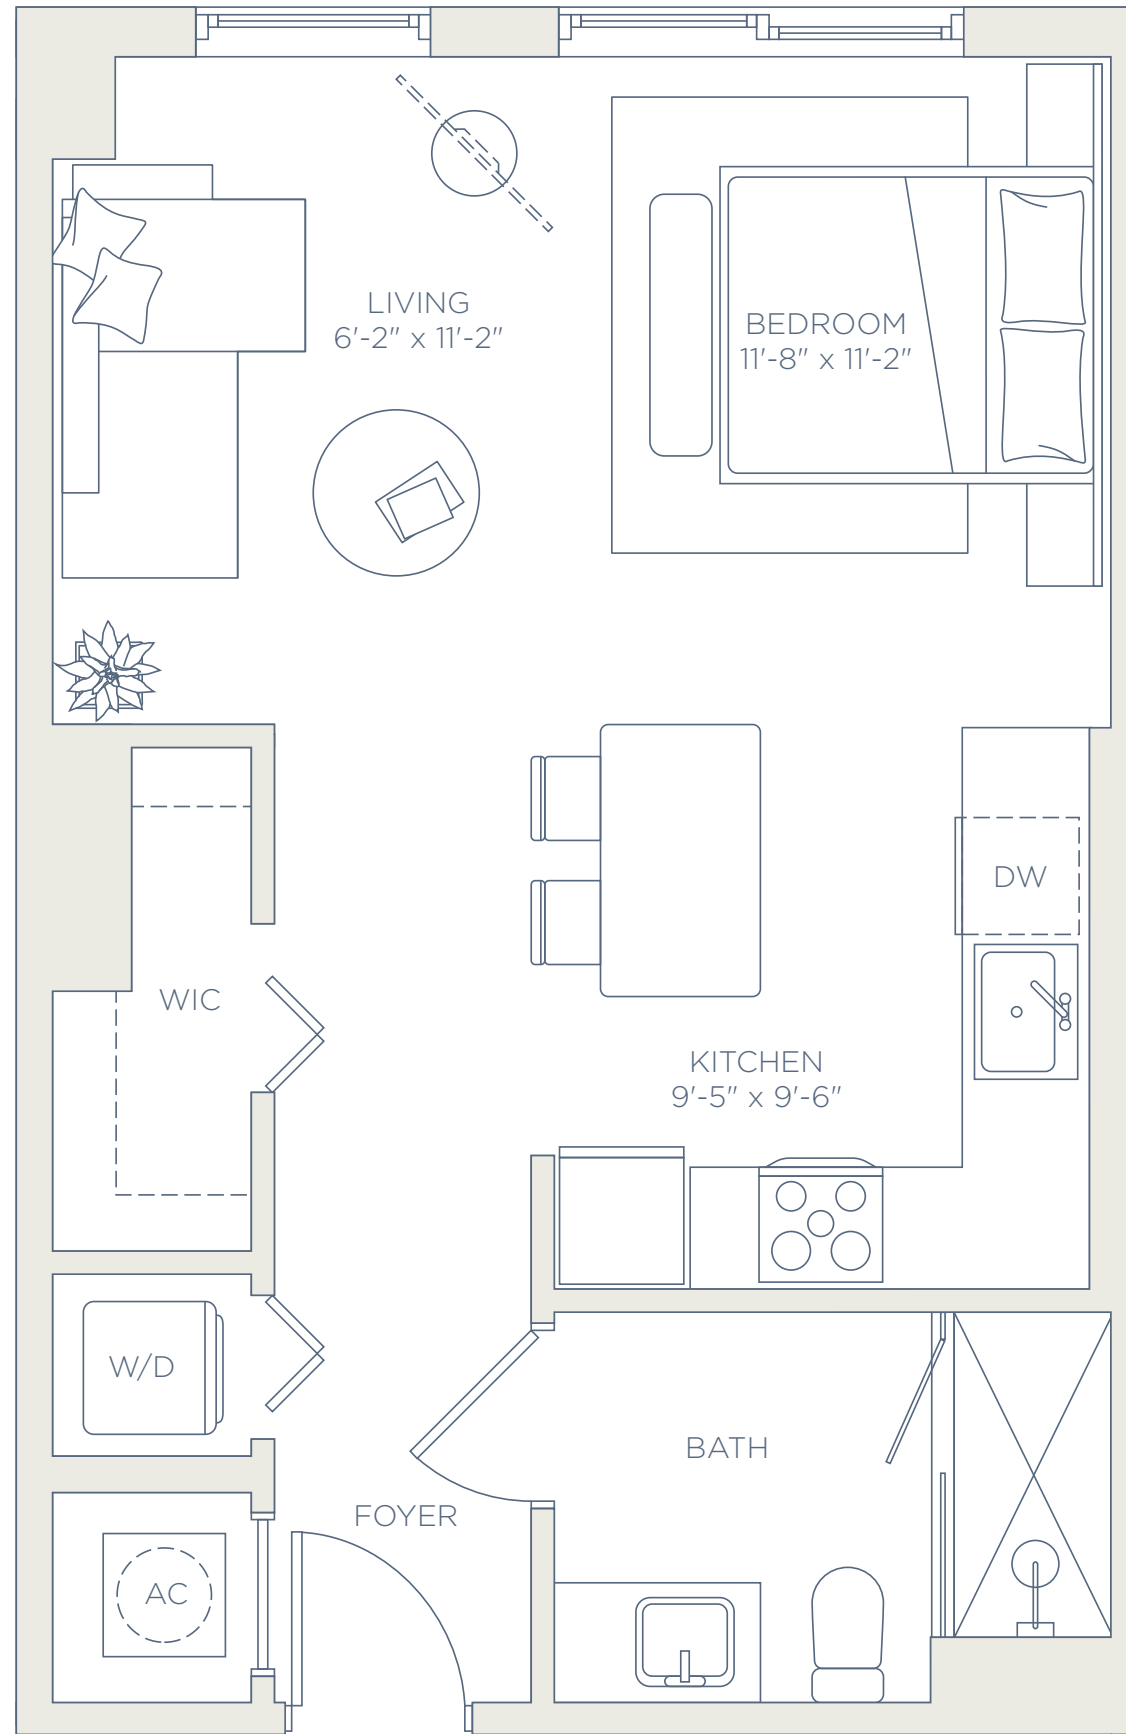 LIVING
6'-2" x 11'-2"
BEDROOM
11'-8" x 11'-2"
DW
WIC
KITCHEN
9'-5" x 9'-6"
W/D
BATH
FOYER
AC